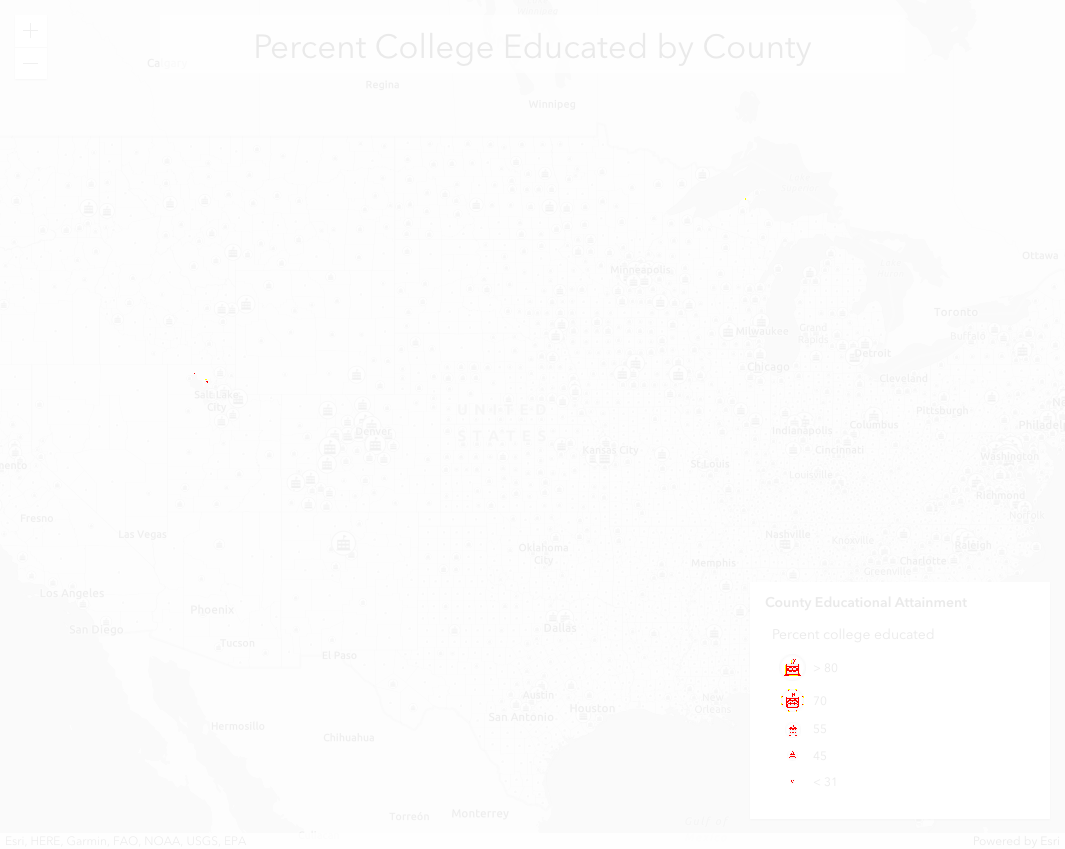 Percent College Educated by County
+
−
Ca
Regina
Winnipeg
Minneapolis
Ottawa
Toronto
Buffalo
Milwaukee
Grand
Rapids
Detroit
Chicago
Cleveland
Salt Lake
City
UNITED
STATES
Denver
Pittsburgh
Philadelp
Indianapolis
Columbus
Kansas City
Cincinnati
Washington
St Louis
Louisville
Richmond
Norfolk
Fresno
Las Vegas
Nashville
Knoxville
Raleigh
Oklahoma
City
Memphis
Charlotte
Greenville
Los Angeles
Phoenix
San Diego
Dallas
Tucson
El Paso
Austin
San Antonio
Houston
New
Orleans
Hermosillo
Chihuahua
Torreón
Monterrey
County Educational Attainment
Percent college educated
> 80
70
55
45
< 31
Esri, HERE, Garmin, FAO, NOAA, USGS, EPA
Powered by Esri